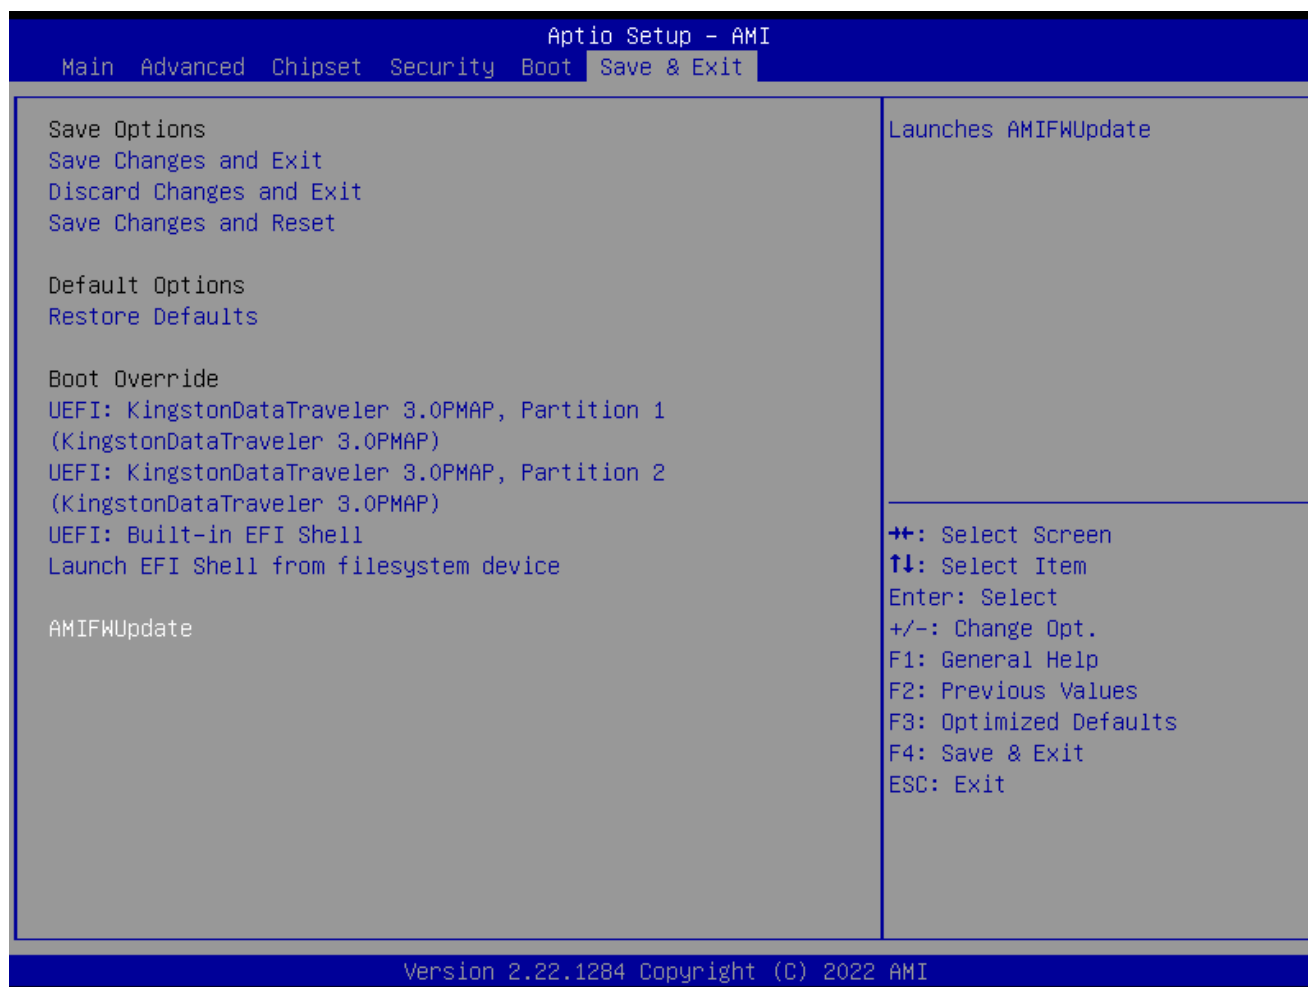 Aptio Setup – AMI
Main Advanced Chipset Security Boot Save & Exit
Save Options
Save Changes and Exit
Discard Changes and Exit
Save Changes and Reset
Default Options
Restore Defaults
Boot Override
UEFI: KingstonDataTraveler 3.0PMAP, Partition 1
(KingstonDataTraveler 3.0PMAP)
UEFI: KingstonDataTraveler 3.0PMAP, Partition 2
(KingstonDataTraveler 3.0PMAP)
UEFI: Built-in EFI Shell
Launch EFI Shell from filesystem device
AMIFWUpdate
Launches AMIFWUpdate
→←: Select Screen
↑↓: Select Item
Enter: Select
+/-: Change Opt.
F1: General Help
F2: Previous Values
F3: Optimized Defaults
F4: Save & Exit
ESC: Exit
Version 2.22.1284 Copyright (C) 2022 AMI